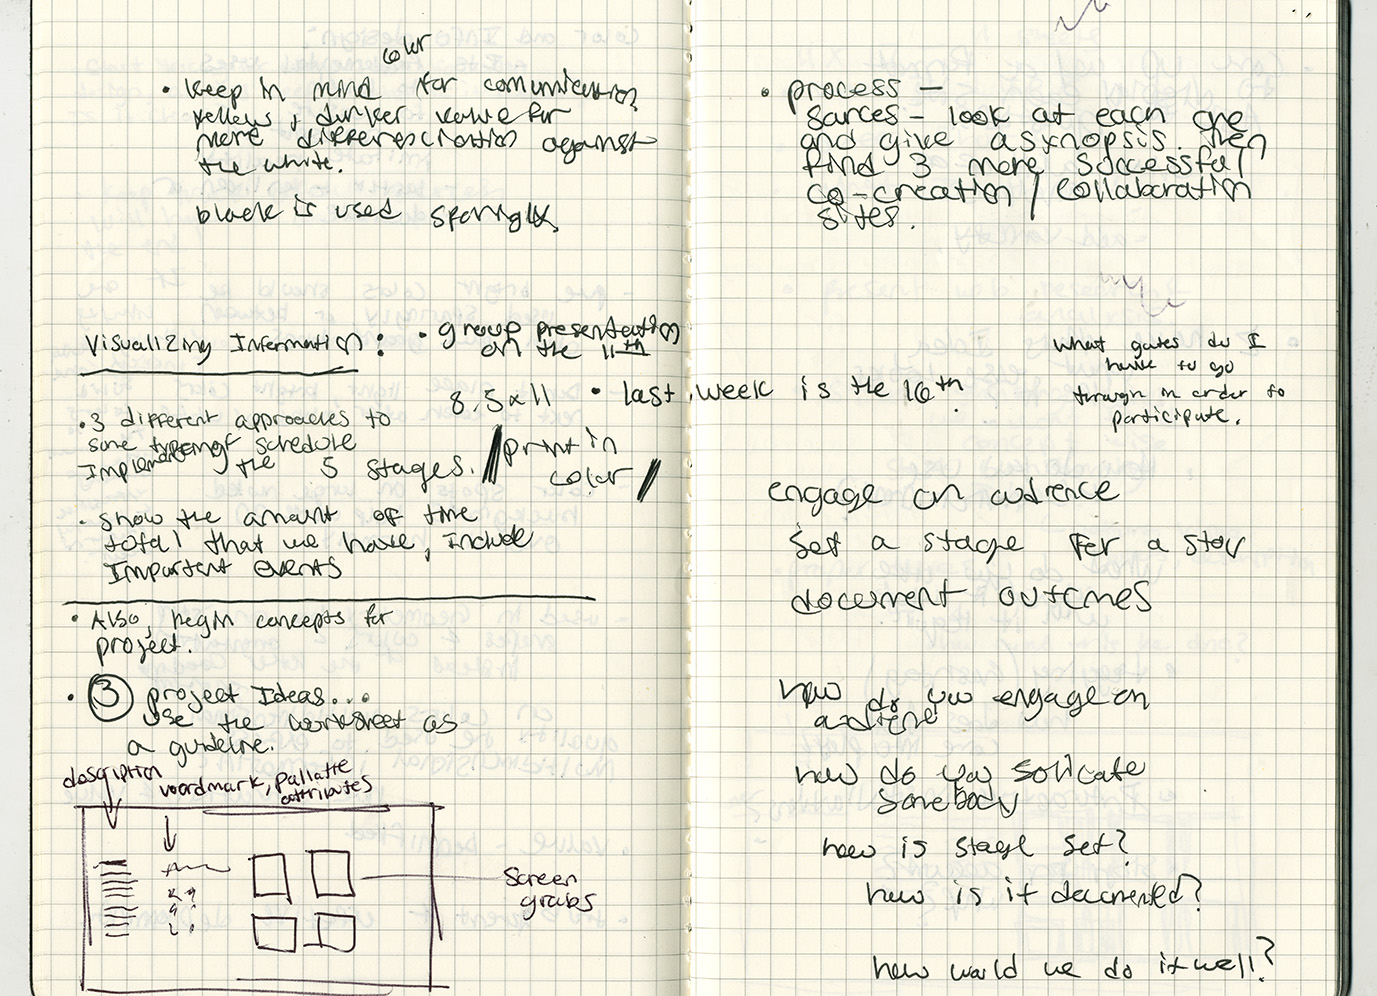 color
• keep in mind for comunication
yellows, darker value for
more differesciation against
the white.
black is used sparingly.
Visualizing Information:
• group presentation
on the 11th
8.5x11
• last week is the 16th
• 3 different approaches to
some type of schedule
Implementing the 5 stages.
print in
color
• show the amount of time
total that we have, Include
Important events
• Also, begin concepts for
project.
• 3 project Ideas...
use the worksheet as
a guideline.
description
wordmark, pallatte
attributes
screen
grabs
• process –
sources – look at each one
and give a synopsis. then
find 3 more successful
co-creation / collaboration
sites.
what gates do I
have to go
through in order to
participate.
engage an audience
set a stage for a story
document outcomes
how do you engage an
audience
how do you solicate
somebody
how is stage set?
how is it documented?
how would we do it well?